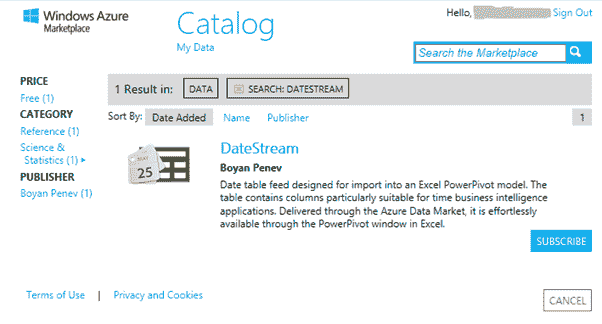 Windows Azure
Marketplace
Catalog
My Data
Hello,
Sign Out
Search the Marketplace
PRICE
Free (1)
CATEGORY
Reference (1)
Science &
Statistics (1)
PUBLISHER
Boyan Penev (1)
1 Result in: DATA SEARCH: DATESTREAM
Sort By: Date Added Name Publisher 1
MAY
25
DateStream
Boyan Penev
Date table feed designed for import into an Excel PowerPivot model. The
table contains columns particularly suitable for time business intelligence
applications. Delivered through the Azure Data Market, it is effortlessly
available through the PowerPivot window in Excel.
SUBSCRIBE
Terms of Use | Privacy and Cookies
CANCEL